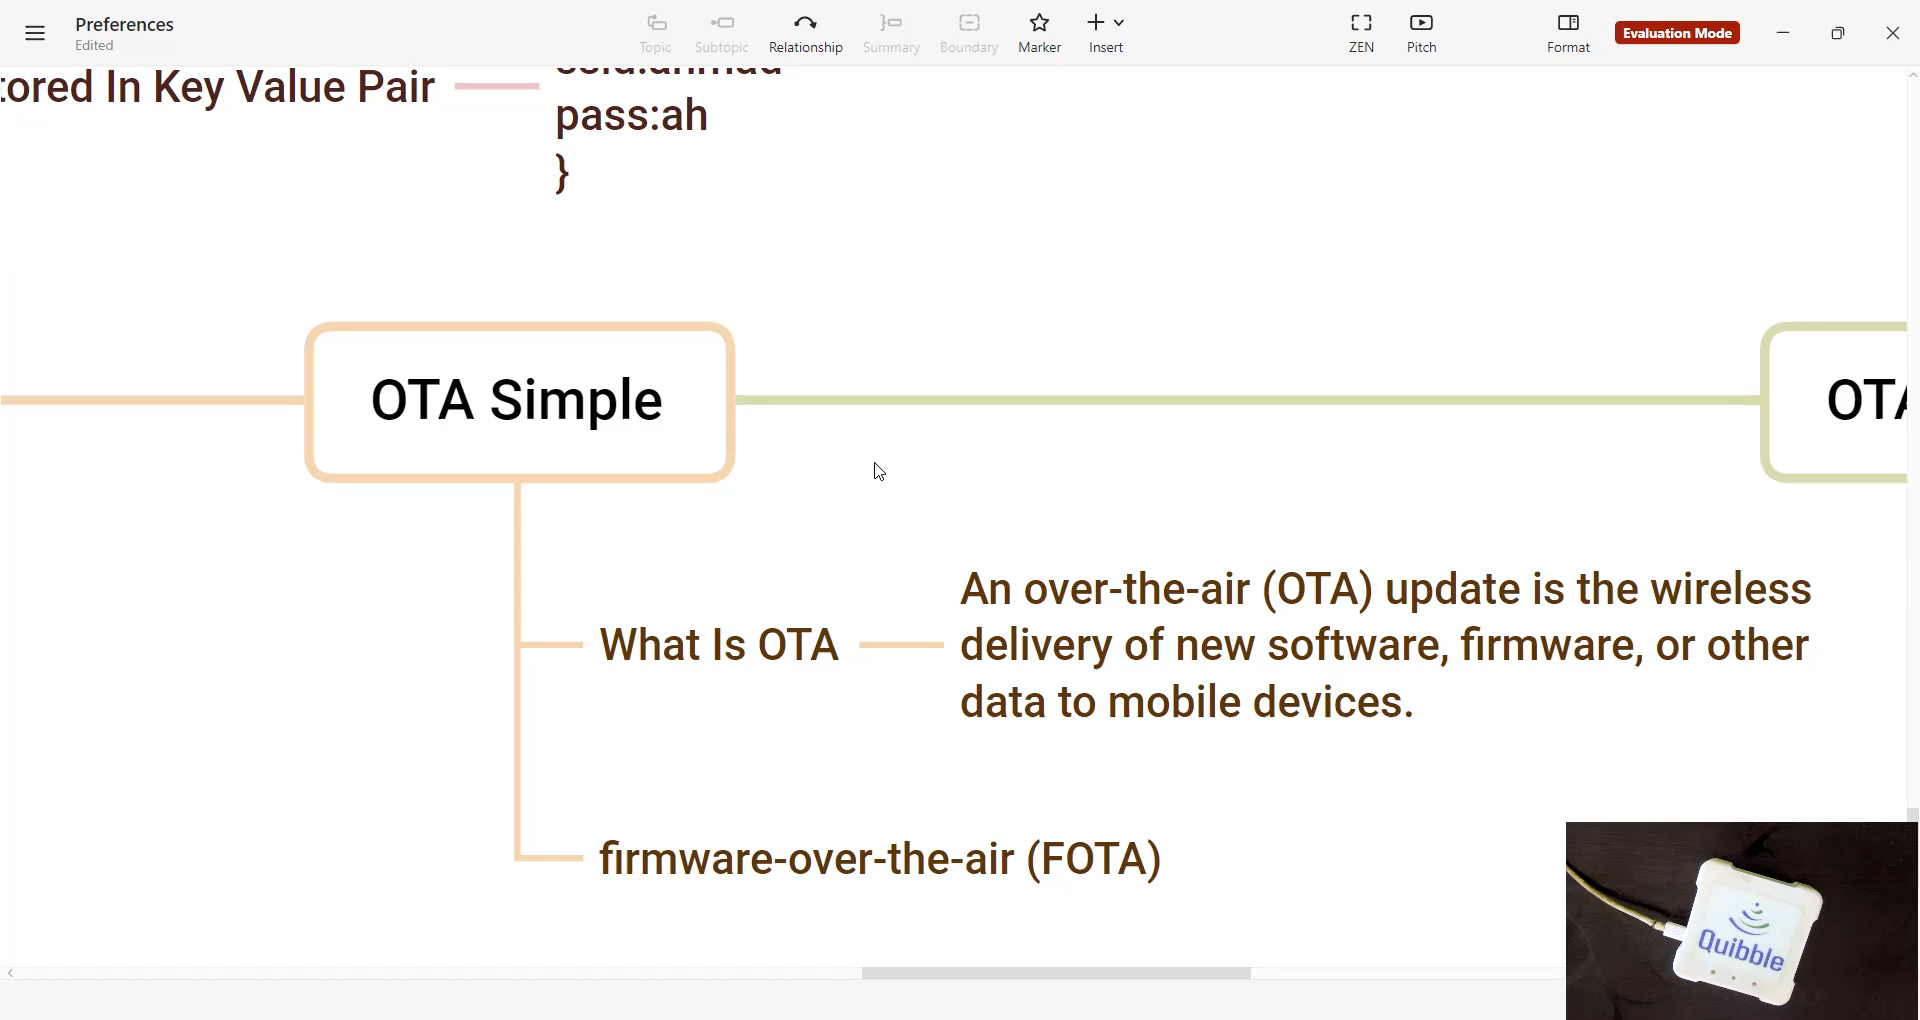 Preferences
Edited
Topic
Subtopic
Relationship
Summary
Boundary
Marker
Insert
ZEN
Pitch
Format
Evaluation Mode
tored In Key Value Pair
pass:ah
}
OTA Simple
OTA
What Is OTA
An over-the-air (OTA) update is the wireless
delivery of new software, firmware, or other
data to mobile devices.
firmware-over-the-air (FOTA)
Quibble